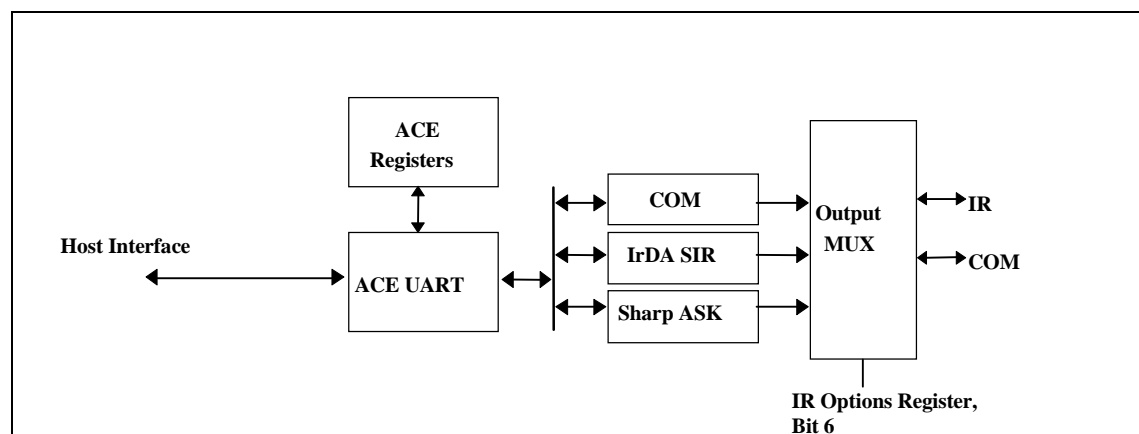 ACE
Registers
Host Interface
ACE UART
COM
IrDA SIR
Sharp ASK
Output
MUX
IR
COM
IR Options Register,
Bit 6